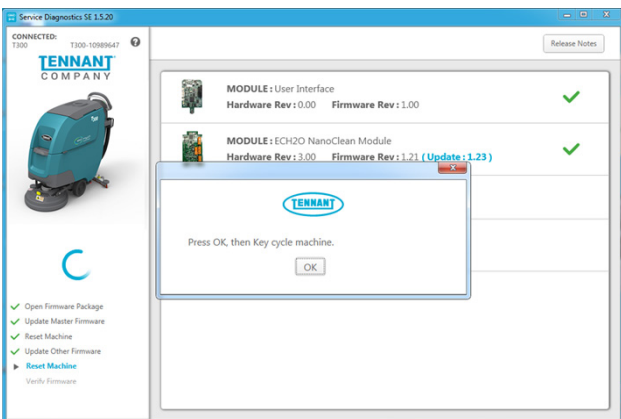 Service Diagnostics SE 1.5.20
CONNECTED:
T300 T300-10989647
TENNANT
COMPANY
Release Notes
MODULE : User Interface
Hardware Rev : 0.00 Firmware Rev : 1.00
MODULE : ECH2O NanoClean Module
Hardware Rev : 3.00 Firmware Rev : 1.21 ( Update : 1.23 )
TENNANT
Press OK, then Key cycle machine.
OK
Open Firmware Package
Update Master Firmware
Reset Machine
Update Other Firmware
Reset Machine
Verify Firmware